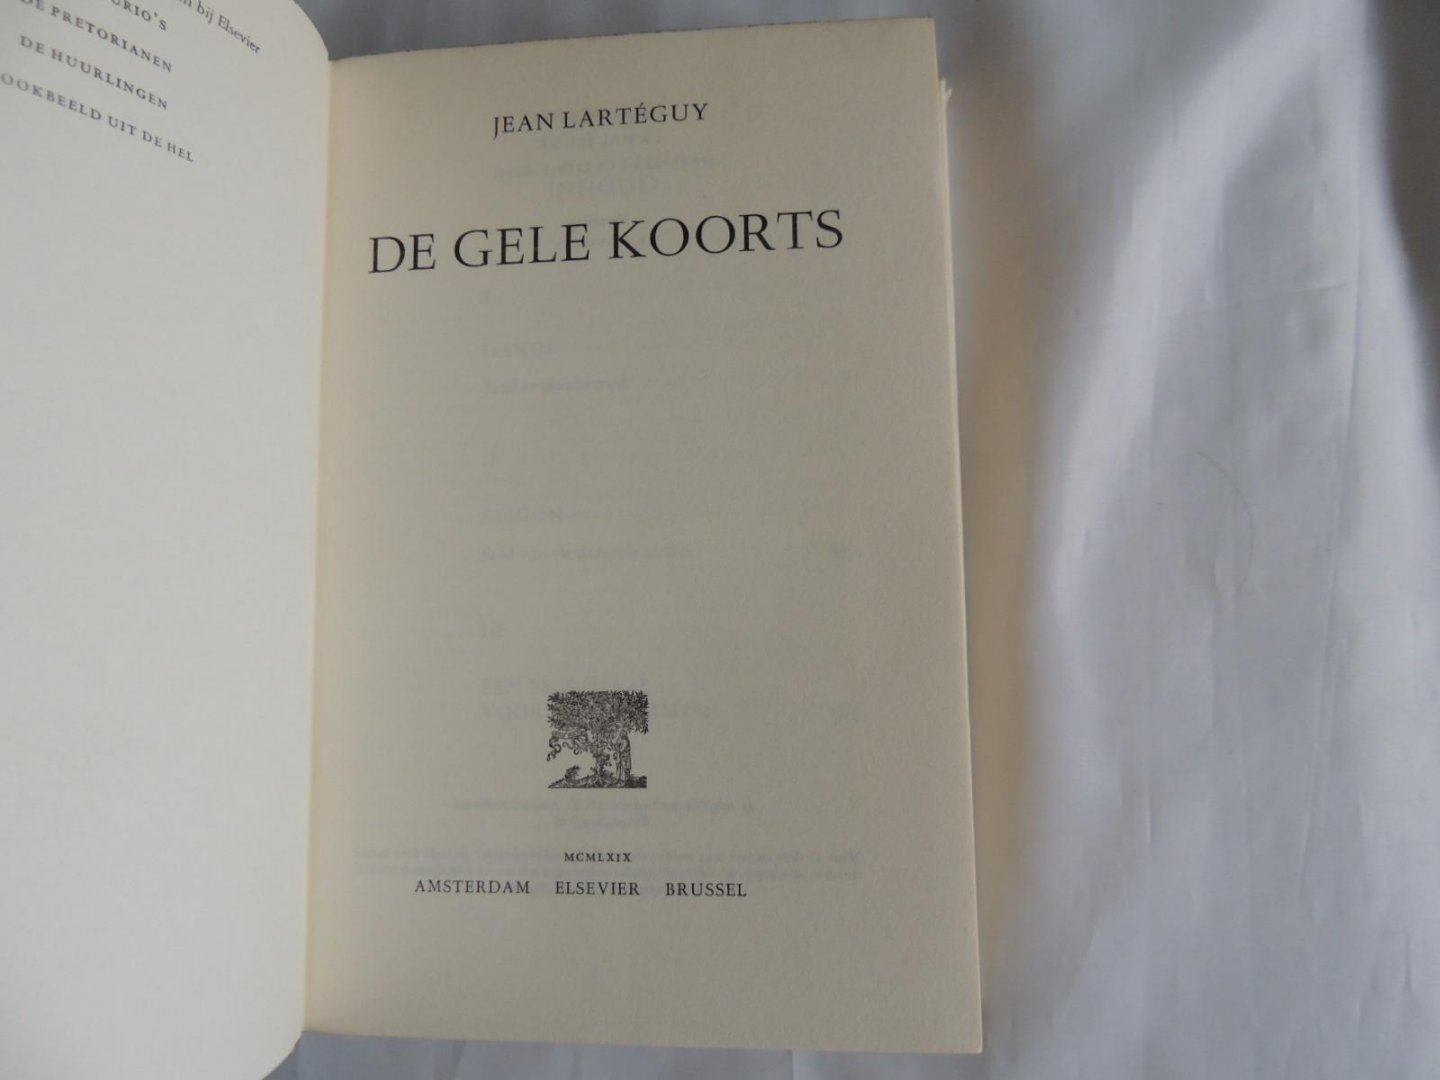 bij Elsevier
DE PRETORIANEN
DE HUURLINGEN
OOKBEELD UIT DE HEL
JEAN LARTÉGUY
DE GELE KOORTS
MCMLXIX
AMSTERDAM ELSEVIER BRUSSEL